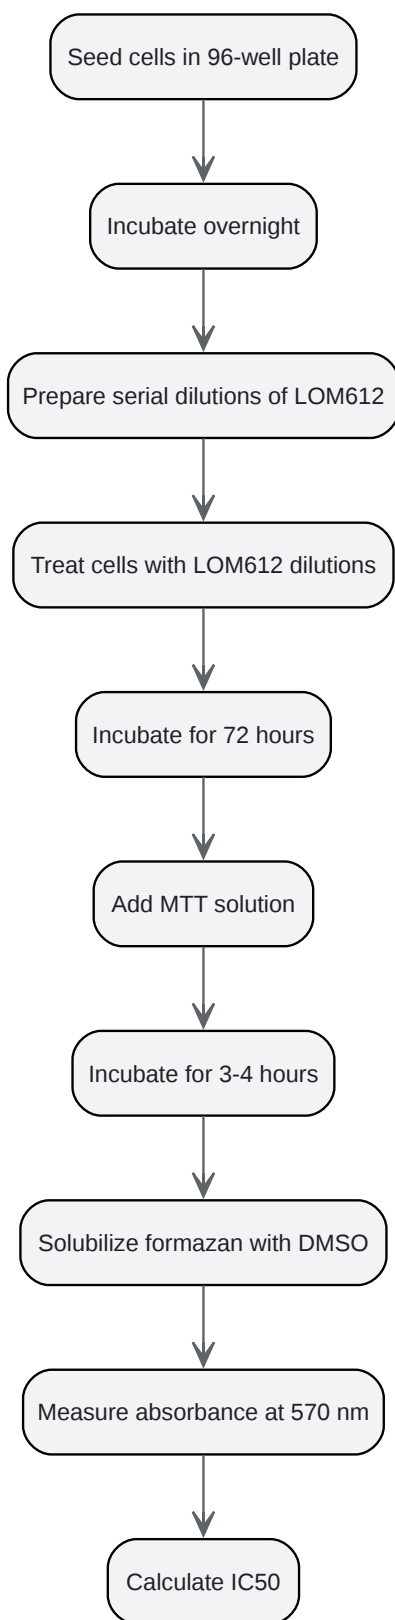 Seed cells in 96-well plate
Incubate overnight
Prepare serial dilutions of LOM612
Treat cells with LOM612 dilutions
Incubate for 72 hours
Add MTT solution
Incubate for 3-4 hours
Solubilize formazan with DMSO
Measure absorbance at 570 nm
Calculate IC50